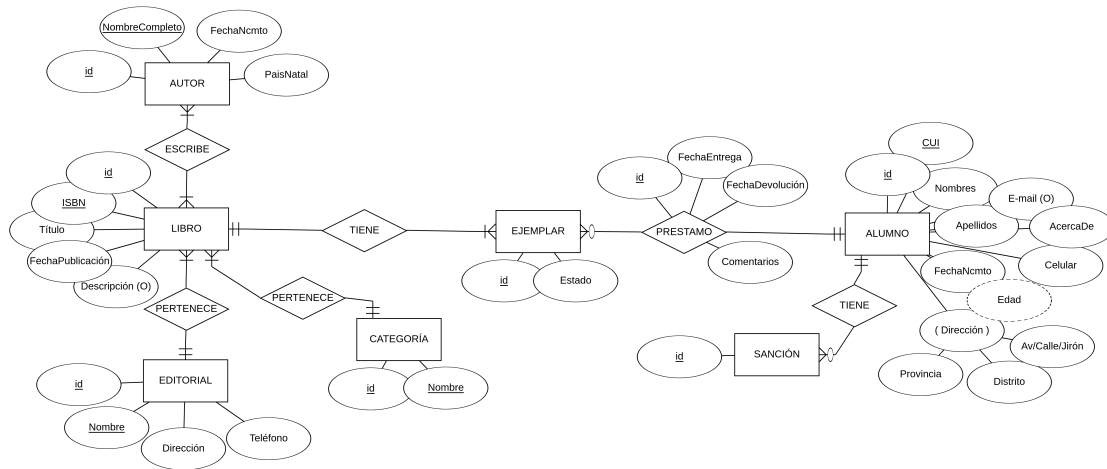 NombreCompleto
FechaNcmto
id
PaisNatal
AUTOR
ESCRIBE
id
ISBN
Título
LIBRO
FechaPublicación
Descripción (O)
TIENE
EJEMPLAR
id
Estado
id
FechaEntrega
FechaDevolución
PRESTAMO
Comentarios
CUI
id
Nombres
E-mail (O)
Apellidos
AcercaDe
ALUMNO
Celular
FechaNcmto
Edad
( Dirección )
Av/Calle/Jirón
Provincia
Distrito
TIENE
id
SANCIÓN
PERTENECE
PERTENECE
CATEGORÍA
id
Nombre
EDITORIAL
id
Nombre
Dirección
Teléfono